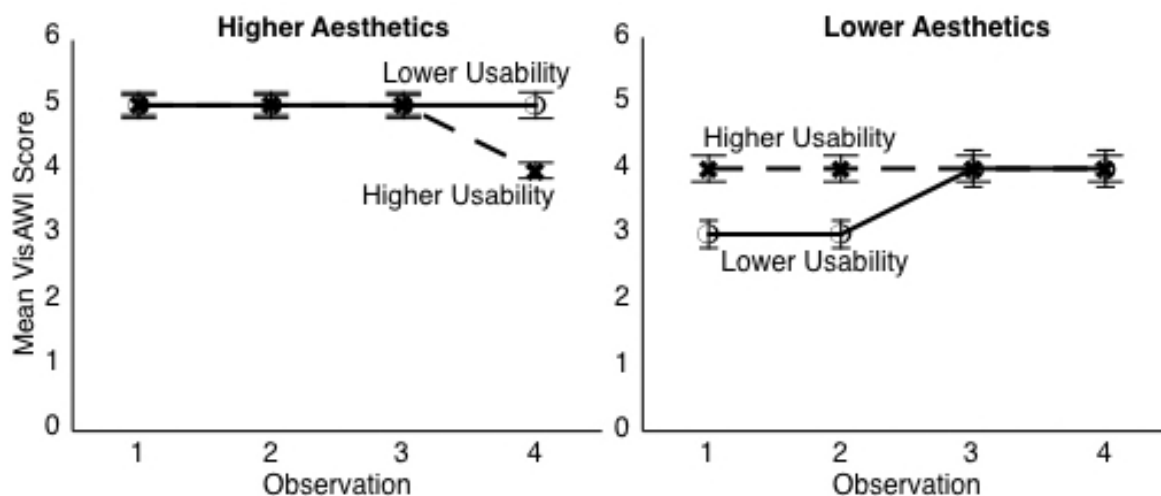 Higher Aesthetics
Mean VisAWI Score
6
5
4
3
2
1
0
Lower Usability
Higher Usability
1 2 3 4
Observation
Lower Aesthetics
6
5
4
3
2
1
0
Higher Usability
Lower Usability
1 2 3 4
Observation